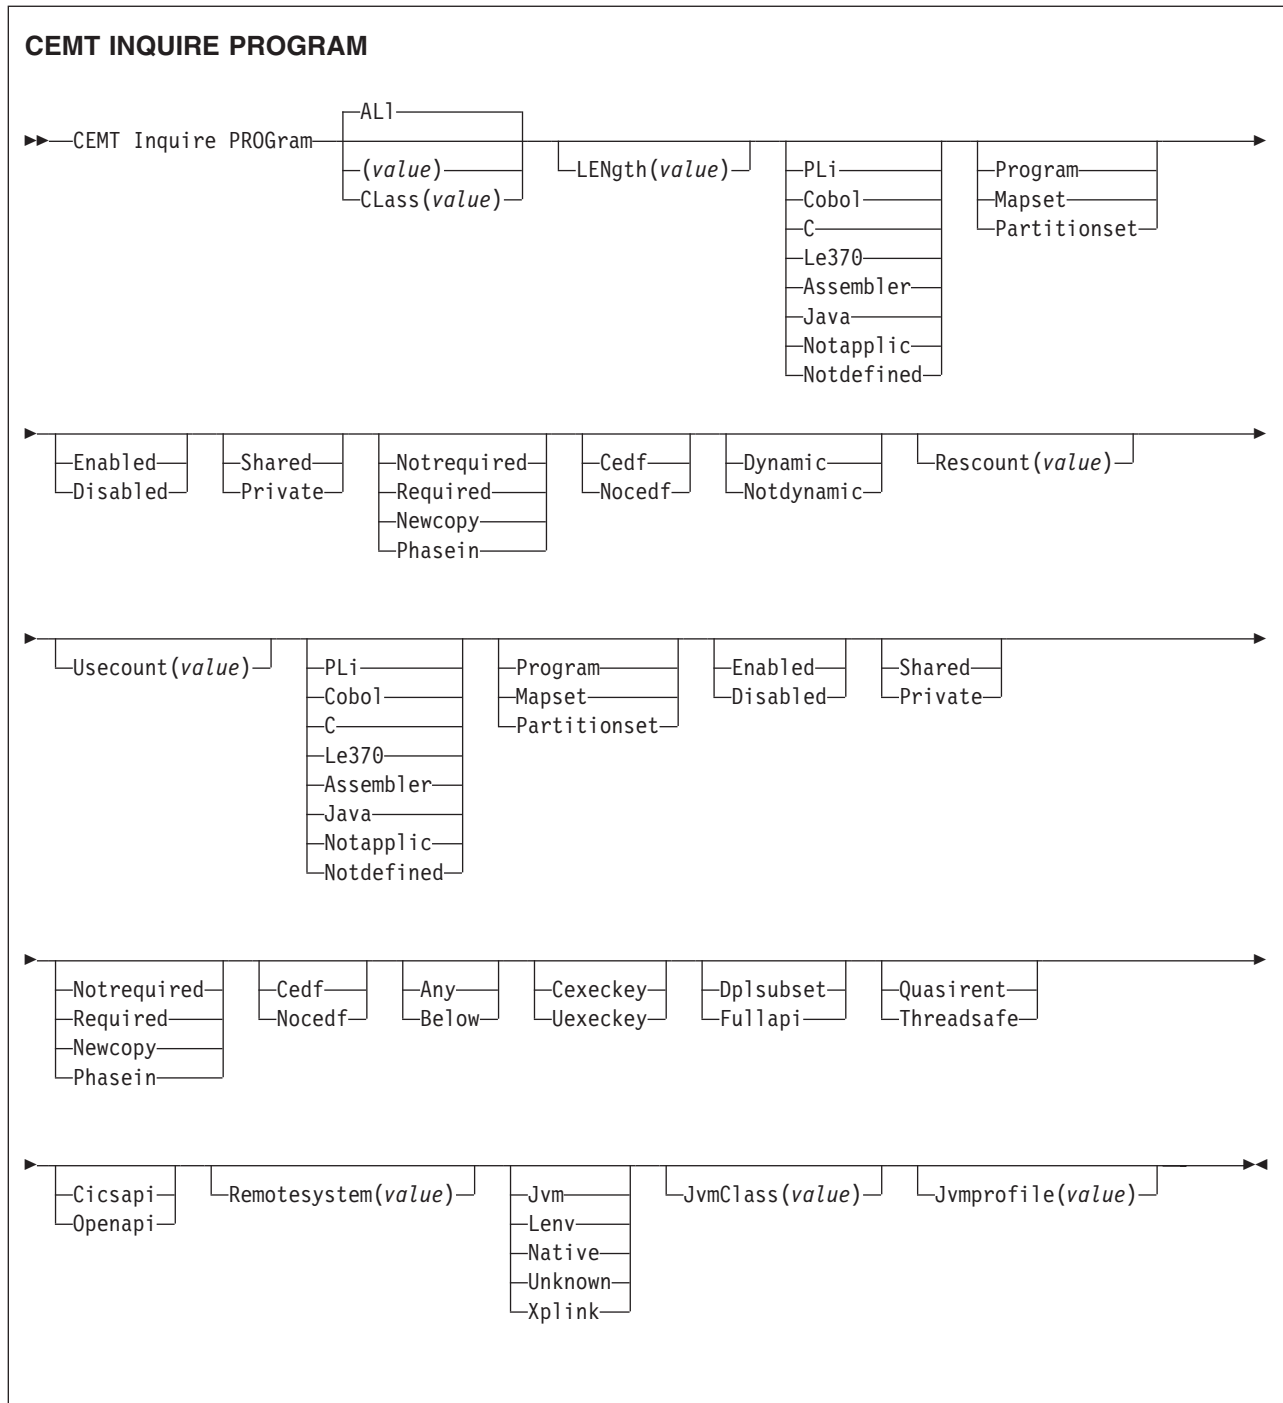 CEMT INQUIRE PROGRAM
ALl
CEMT Inquire PROGram
(value)
CLass(value)
LENgth(value)
PLi
Cobol
C
Le370
Assembler
Java
Notapplic
Notdefined
Program
Mapset
Partitionset
Enabled
Disabled
Shared
Private
Notrequired
Required
Newcopy
Phasein
Cedf
Nocedf
Dynamic
Notdynamic
Rescount(value)
Usecount(value)
PLi
Cobol
C
Le370
Assembler
Java
Notapplic
Notdefined
Program
Mapset
Partitionset
Enabled
Disabled
Shared
Private
Notrequired
Required
Newcopy
Phasein
Cedf
Nocedf
Any
Below
Cexeckey
Uexeckey
Dplsubset
Fullapi
Quasirent
Threadsafe
Cicsapi
Openapi
Remotesystem(value)
Jvm
Lenv
Native
Unknown
Xplink
JvmClass(value)
Jvmprofile(value)